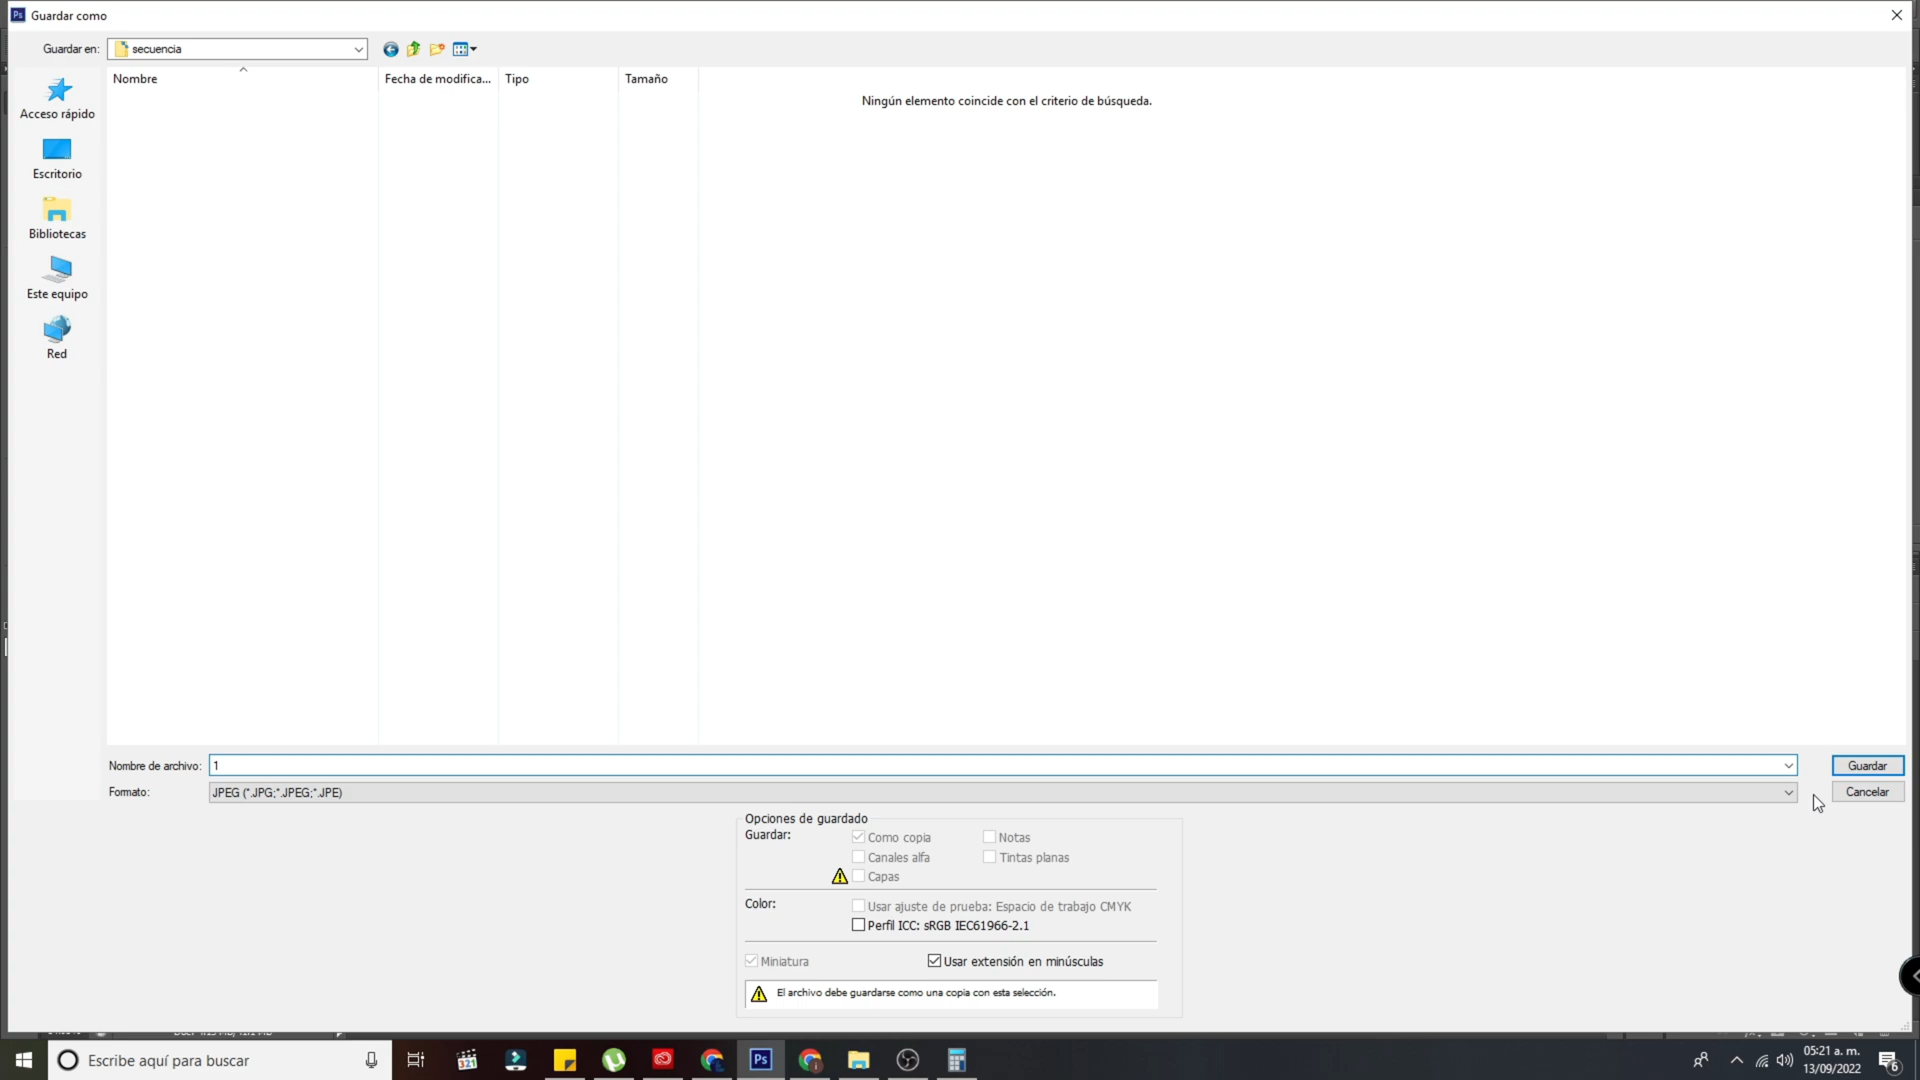 Ps Guardar como
Guardar en: secuencia
Nombre Fecha de modifica... Tipo Tamaño
Ningún elemento coincide con el criterio de búsqueda.
Acceso rápido
Escritorio
Bibliotecas
Este equipo
Red
Nombre de archivo: 1 Guardar
Formato: JPEG (*.JPG;*.JPEG;*.JPE) Cancelar
Opciones de guardado
Guardar: Como copia Notas
Canales alfa Tintas planas
Capas
Color: Usar ajuste de prueba: Espacio de trabajo CMYK
Perfil ICC: sRGB IEC61966-2.1
Miniatura Usar extensión en minúsculas
El archivo debe guardarse como una copia con esta selección.
Escribe aquí para buscar 321 Ps 05:21 a. m.
13/09/2022 6